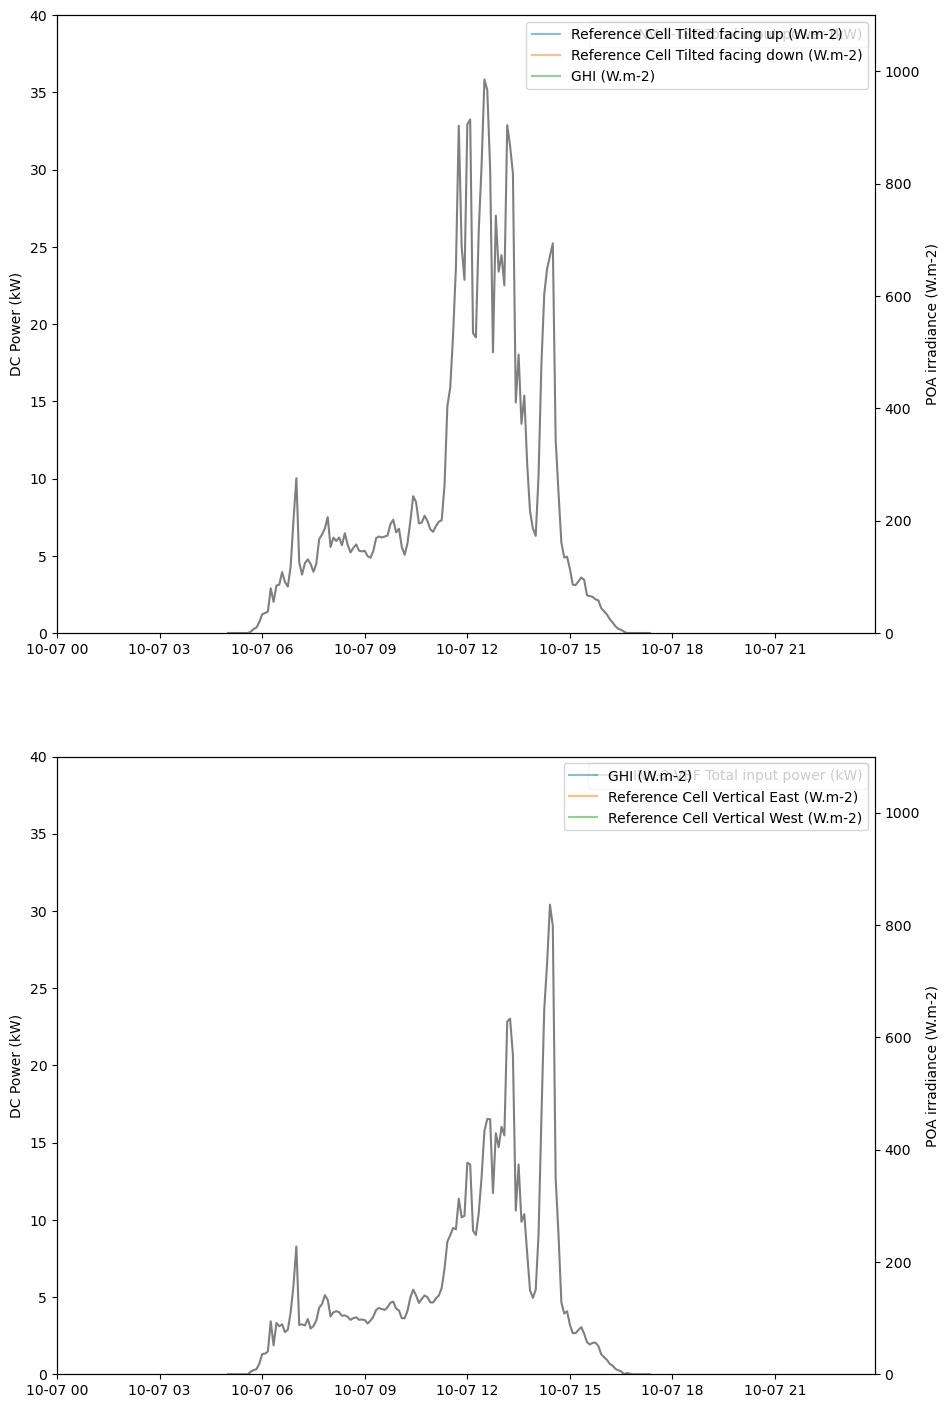 40
35
30
25
20
15
10
5
0
DC Power (kW)
Reference Cell Tilted facing up (W.m-2)
Reference Cell Tilted facing down (W.m-2)
GHI (W.m-2)
1000
800
600
400
200
0
POA irradiance (W.m-2)
10-07 00 10-07 03 10-07 06 10-07 09 10-07 12 10-07 15 10-07 18 10-07 21
40
35
30
25
20
15
10
5
0
DC Power (kW)
Total input power (kW)
GHI (W.m-2)
Reference Cell Vertical East (W.m-2)
Reference Cell Vertical West (W.m-2)
1000
800
600
400
200
0
POA irradiance (W.m-2)
10-07 00 10-07 03 10-07 06 10-07 09 10-07 12 10-07 15 10-07 18 10-07 21